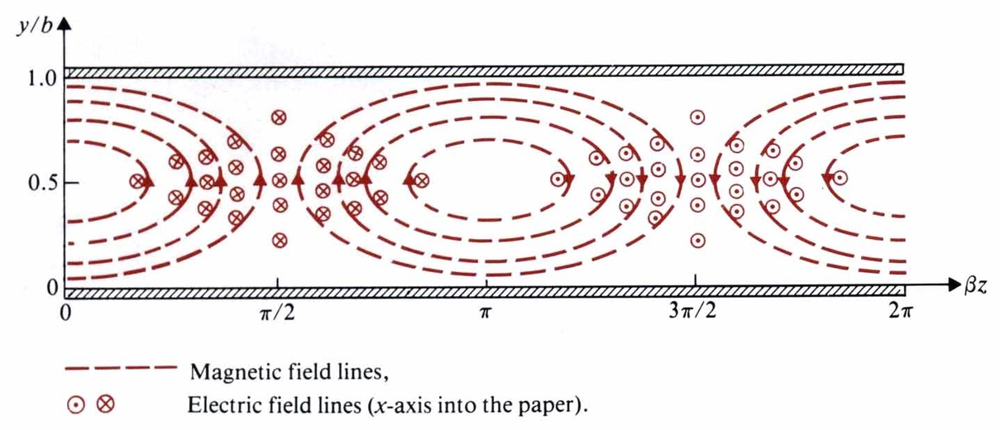 y/b
1.0
0.5
0
0 π/2 π 3π/2 2π βz
Magnetic field lines,
Electric field lines (x-axis into the paper).